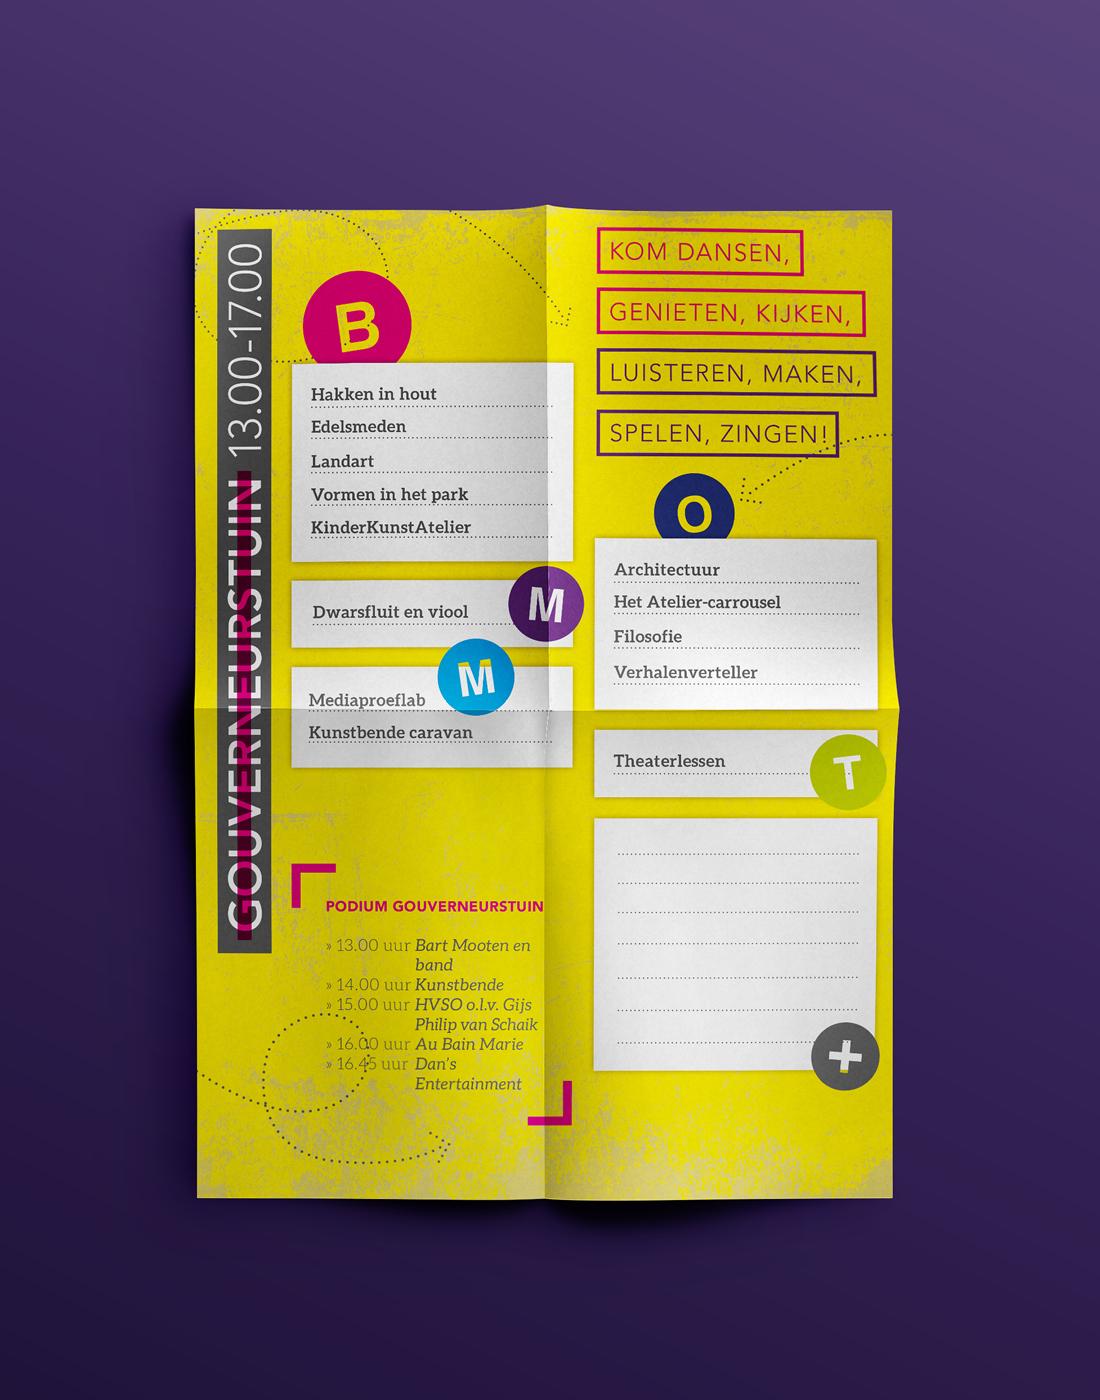 GOUVERNEURSTUIN 13.00-17.00
B
Hakken in hout
Edelsmeden
Landart
Vormen in het park
KinderKunstAtelier
M
Dwarsfluit en viool
M
Mediaproeflab
Kunstbende caravan
PODIUM GOUVERNEURSTUIN
» 13.00 uur Bart Mooten en
band
» 14.00 uur Kunstbende
» 15.00 uur HVSO o.l.v. Gijs
Philip van Schaik
» 16.00 uur Au Bain Marie
» 16.45 uur Dan's
Entertainment
KOM DANSEN,
GENIETEN, KIJKEN,
LUISTEREN, MAKEN,
SPELEN, ZINGEN!
O
Architectuur
Het Atelier-carrousel
Filosofie
Verhalenverteller
Theaterlessen
T
+